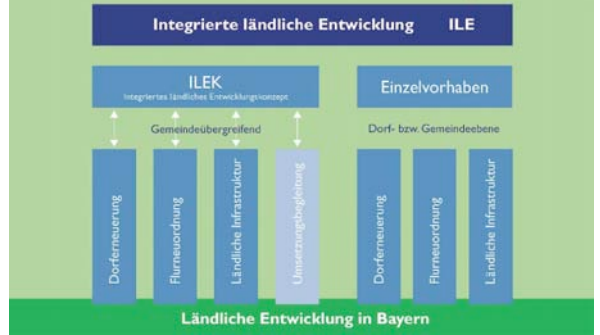 Integrierte ländliche Entwicklung ILE
ILEK
Integriertes ländliches Entwicklungskonzept
Einzelvorhaben
Gemeindeübergreifend
Dorf- bzw. Gemeindeebene
Dorferneuerung
Flurneuordnung
Ländliche Infrastruktur
Umsetzungsbegleitung
Dorferneuerung
Flurneuordnung
Ländliche Infrastruktur
Ländliche Entwicklung in Bayern